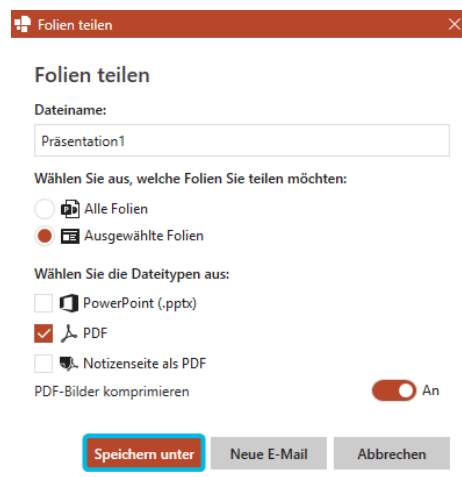 Folien teilen
Folien teilen
Dateiname:
Präsentation1
Wählen Sie aus, welche Folien Sie teilen möchten:
Alle Folien
Ausgewählte Folien
Wählen Sie die Dateitypen aus:
PowerPoint (.pptx)
PDF
Notizenseite als PDF
PDF-Bilder komprimieren An
Speichern unter Neue E-Mail Abbrechen